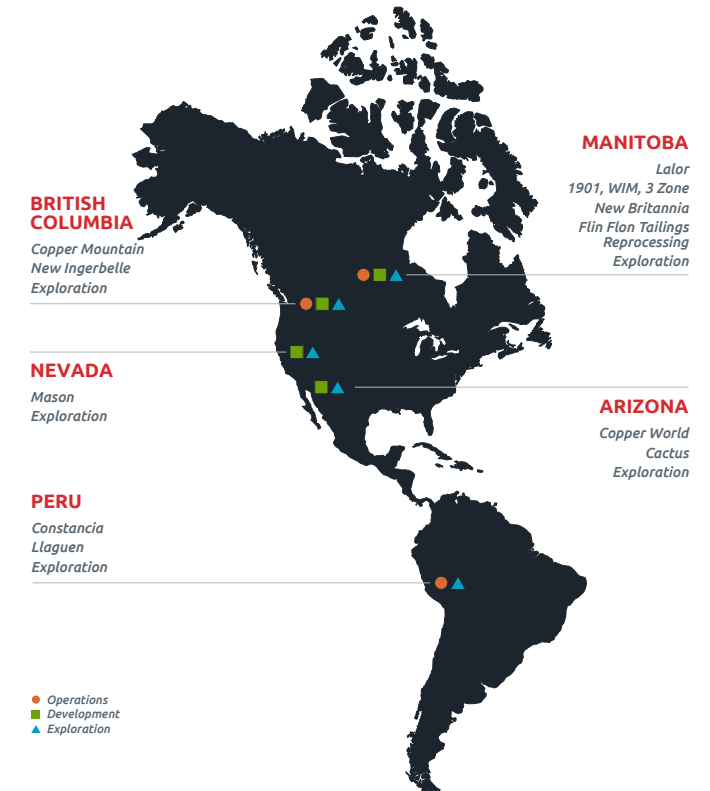 MANITOBA
Lalor
1901, WIM, 3 Zone
New Britannia
Flin Flon Tailings
Reprocessing
Exploration
BRITISH
COLUMBIA
Copper Mountain
New Ingerbelle
Exploration
NEVADA
Mason
Exploration
ARIZONA
Copper World
Cactus
Exploration
PERU
Constancia
Llaguen
Exploration
Operations
Development
Exploration